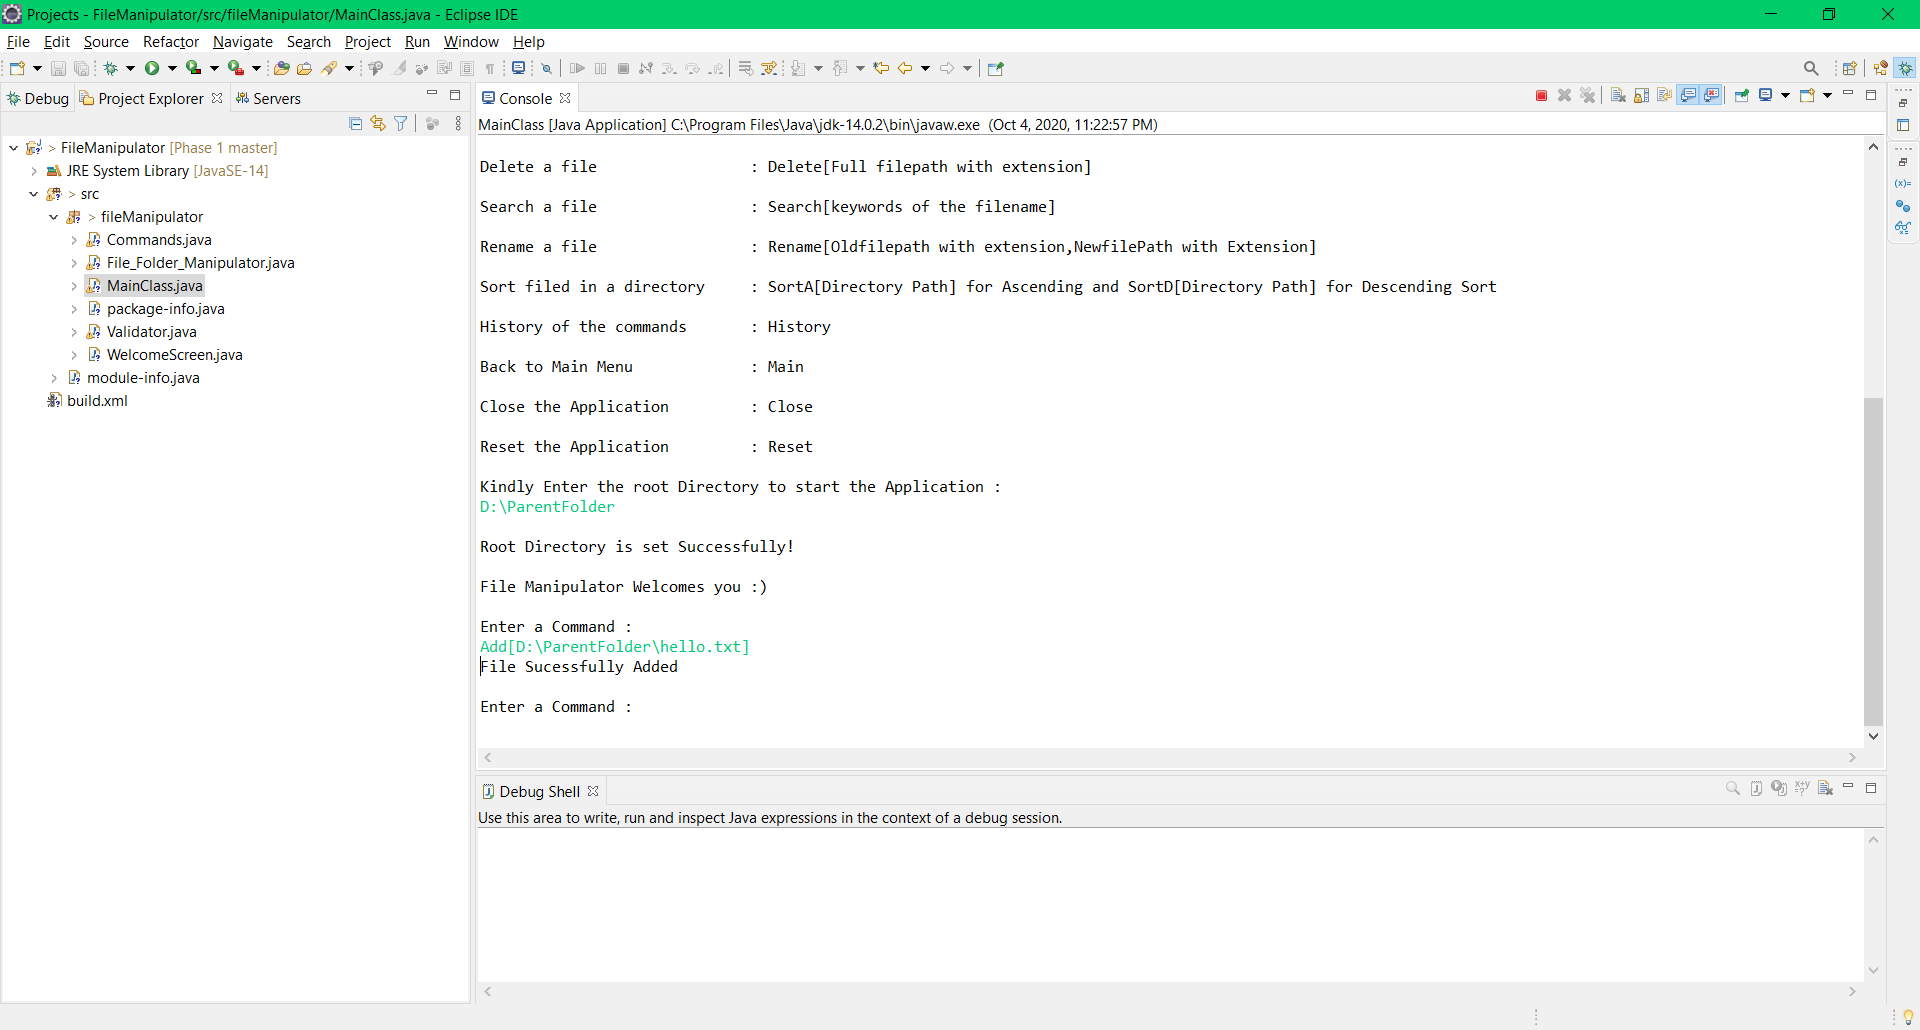 Projects - FileManipulator/src/fileManipulator/MainClass.java - Eclipse IDE
File Edit Source Refactor Navigate Search Project Run Window Help
Debug Project Explorer Servers
FileManipulator [Phase 1 master]
JRE System Library [JavaSE-14]
> src
> fileManipulator
Commands.java
File_Folder_Manipulator.java
MainClass.java
package-info.java
Validator.java
WelcomeScreen.java
module-info.java
build.xml
Console
MainClass [Java Application] C:\Program Files\Java\jdk-14.0.2\bin\javaw.exe (Oct 4, 2020, 11:22:57 PM)
Delete a file : Delete[Full filepath with extension]
Search a file : Search[keywords of the filename]
Rename a file : Rename[Oldfilepath with extension,NewfilePath with Extension]
Sort filed in a directory : SortA[Directory Path] for Ascending and SortD[Directory Path] for Descending Sort
History of the commands : History
Back to Main Menu : Main
Close the Application : Close
Reset the Application : Reset
Kindly Enter the root Directory to start the Application :
D:\ParentFolder
Root Directory is set Successfully!
File Manipulator Welcomes you :)
Enter a Command :
Add[D:\ParentFolder\hello.txt]
File Sucessfully Added
Enter a Command :
Debug Shell
Use this area to write, run and inspect Java expressions in the context of a debug session.